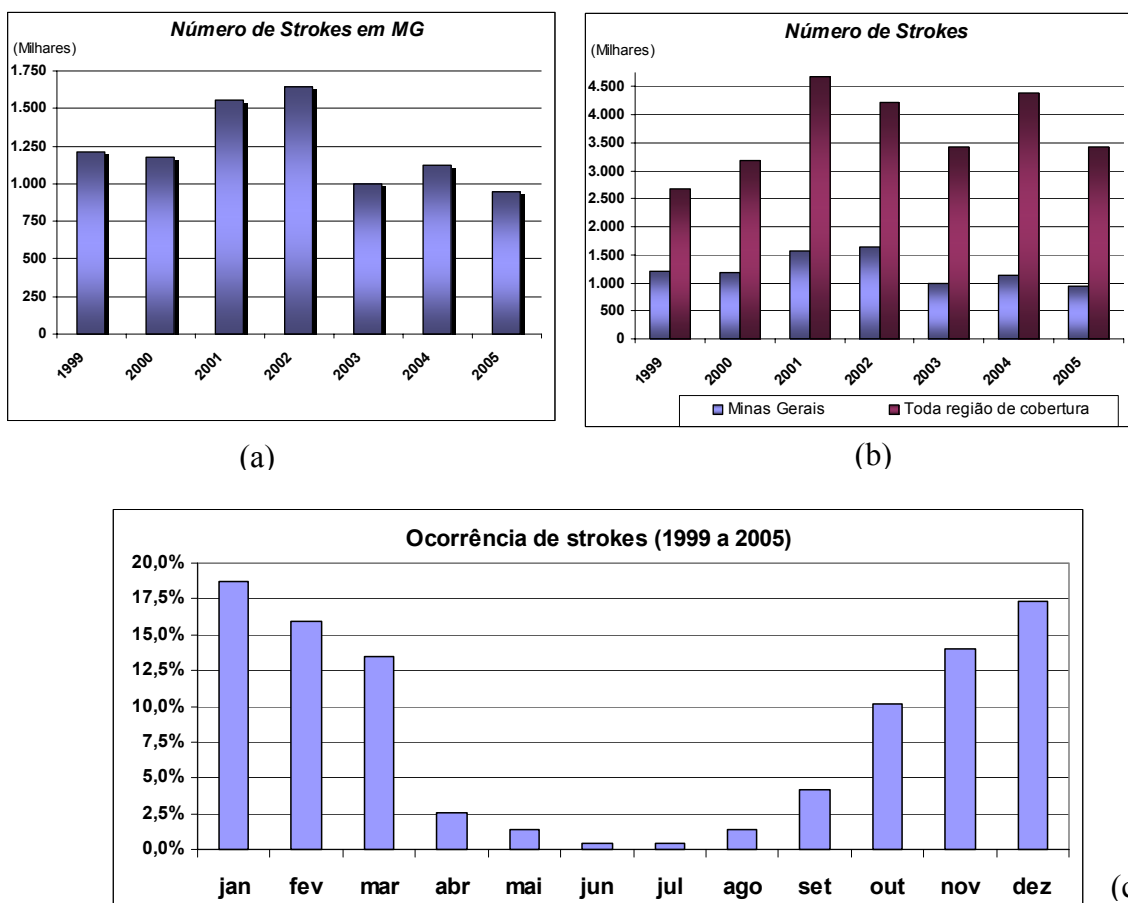 Número de Strokes em MG
(Milhares)
1.750
1.500
1.250
1.000
750
500
250
0
1999 2000 2001 2002 2003 2004 2005
(a)
Número de Strokes
(Milhares)
4.500
4.000
3.500
3.000
2.500
2.000
1.500
1.000
500
0
1999 2000 2001 2002 2003 2004 2005
Minas Gerais Toda região de cobertura
(b)
Ocorrência de strokes (1999 a 2005)
20,0%
17,5%
15,0%
12,5%
10,0%
7,5%
5,0%
2,5%
0,0%
jan fev mar abr mai jun jul ago set out nov dez
(c